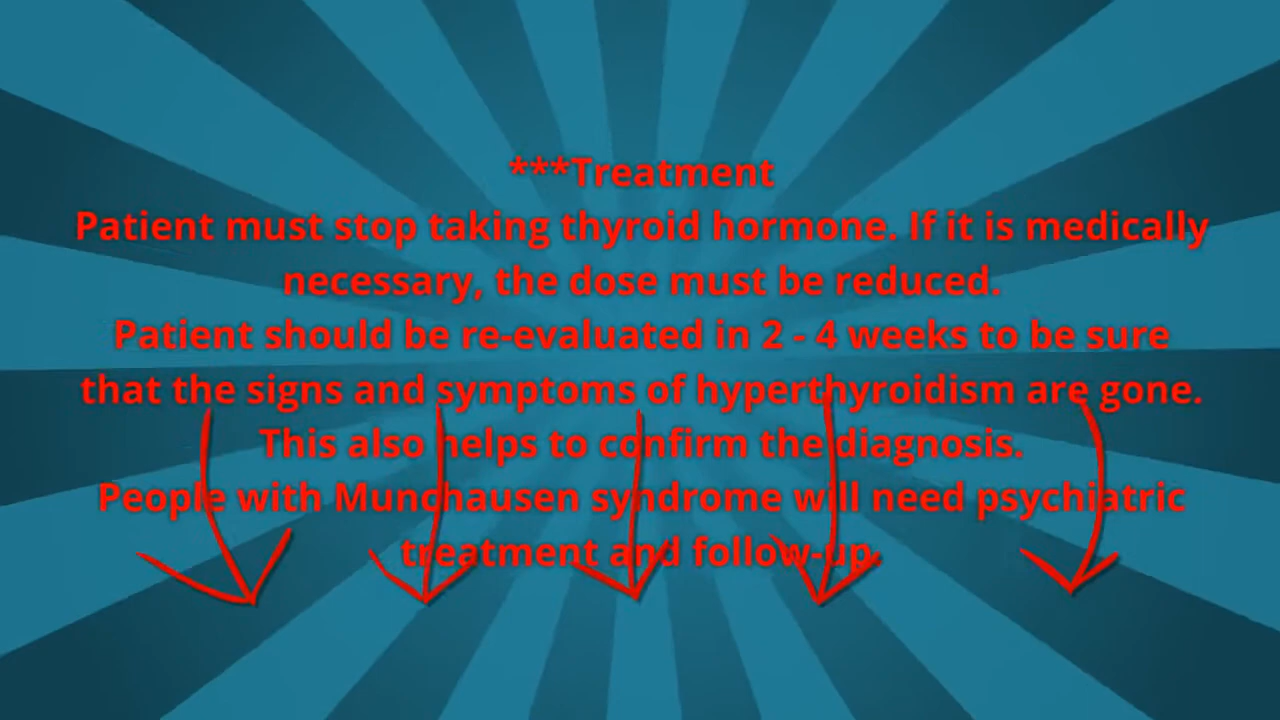 ***Treatment
Patient must stop taking thyroid hormone. If it is medically
necessary, the dose must be reduced.
Patient should be re-evaluated in 2 - 4 weeks to be sure
that the signs and symptoms of hyperthyroidism are gone.
This also helps to confirm the diagnosis.
People with Munchausen syndrome will need psychiatric
treatment and follow-up.